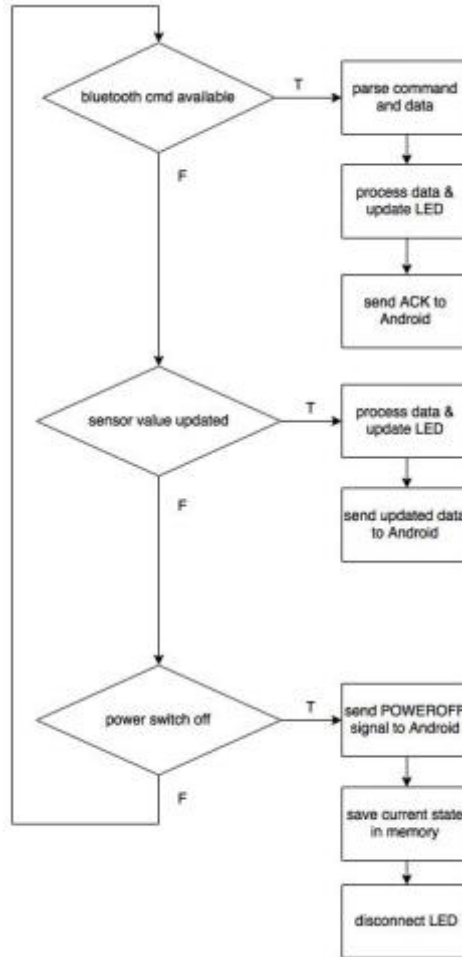 bluetooth cmd available
T
parse command
and data
F
process data &
update LED
send ACK to
Android
sensor value updated
T
process data &
update LED
F
send updated data
to Android
power switch off
T
send POWEROFF
signal to Android
F
save current state
in memory
disconnect LED